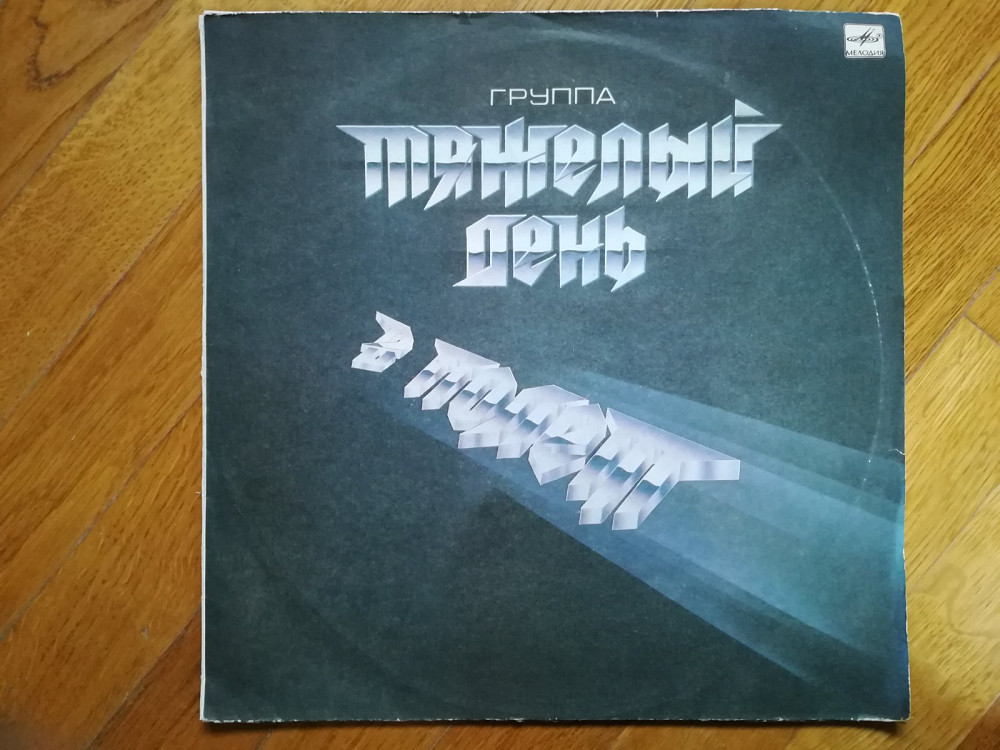 МЕЛОДИЯ
ГРУППА
ТЯЖЕЛЫЙ
ДЕНЬ
В ПОЛЕТ